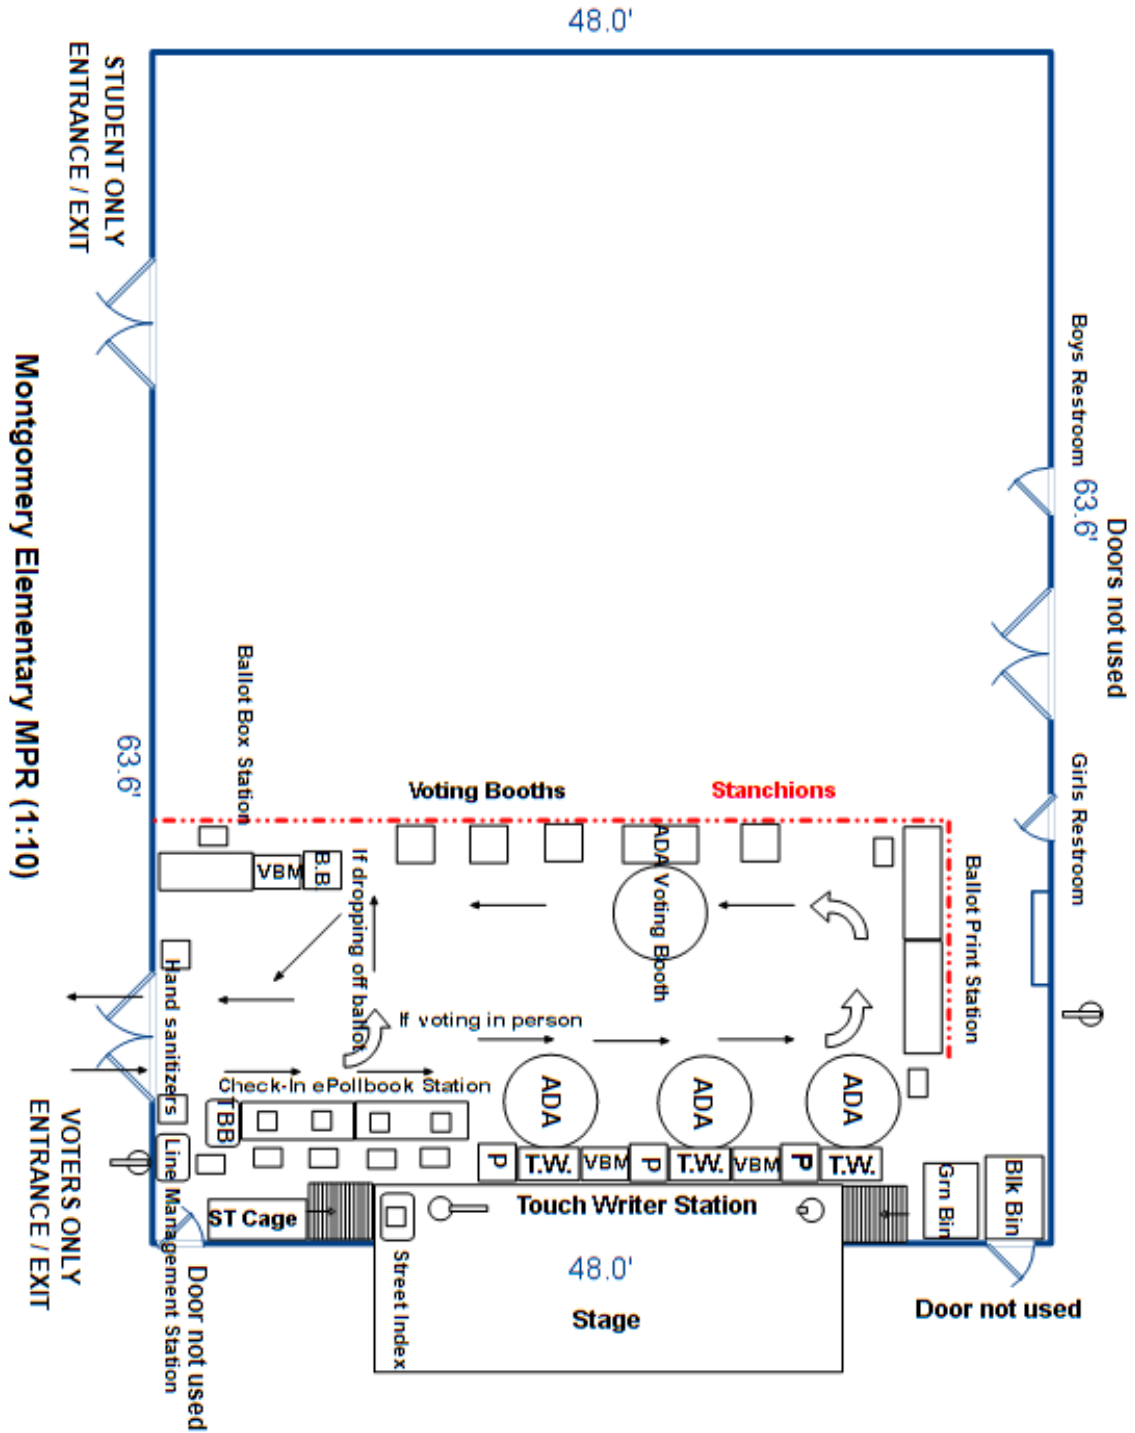 48.0'
STUDENT ONLY
ENTRANCE / EXIT
Boys Restroom
63.6'
Doors not used
Montgomery Elementary MPR (1:10)
63.6'
Ballot Box Station
Girls Restroom
Voting Booths
Stanchions
VBM
B.B.
If dropping off ballot
ADA Voting Booth
Ballot Print Station
Hand sanitizers
If voting in person
Check-In ePollbook Station
TBB
ADA
ADA
ADA
VOTERS ONLY
ENTRANCE / EXIT
Line Management Station
P
T.W.
VBM
P
T.W.
VBM
P
T.W.
Grn Bin
Blk Bin
ST Cage
Touch Writer Station
Street Index
48.0'
Stage
Door not used
Door not used